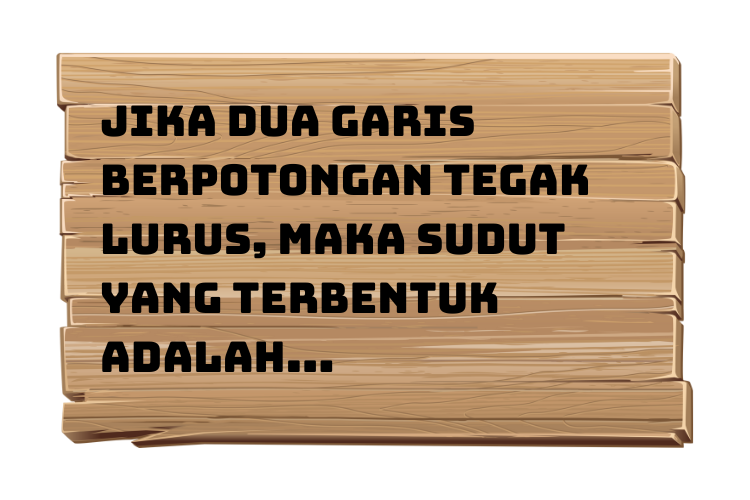 JIKA DUA GARIS
BERPOTONGAN TEGAK
LURUS, MAKA SUDUT
YANG TERBENTUK
ADALAH...